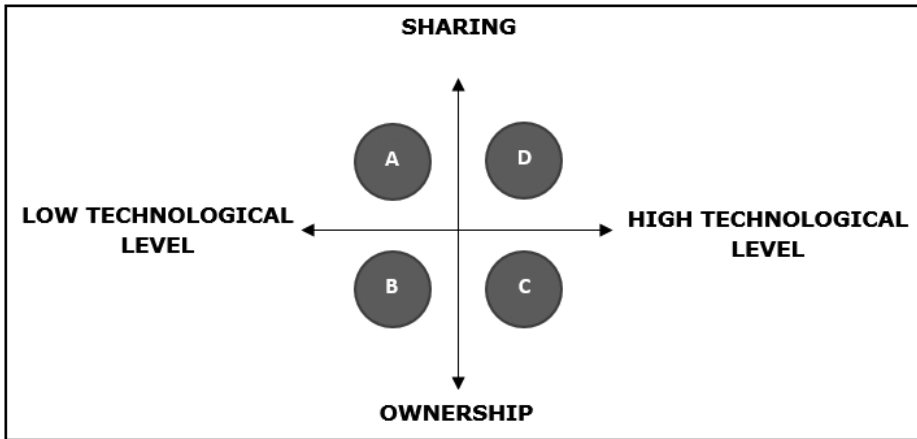 SHARING
A
D
LOW TECHNOLOGICAL
LEVEL
HIGH TECHNOLOGICAL
LEVEL
B
C
OWNERSHIP